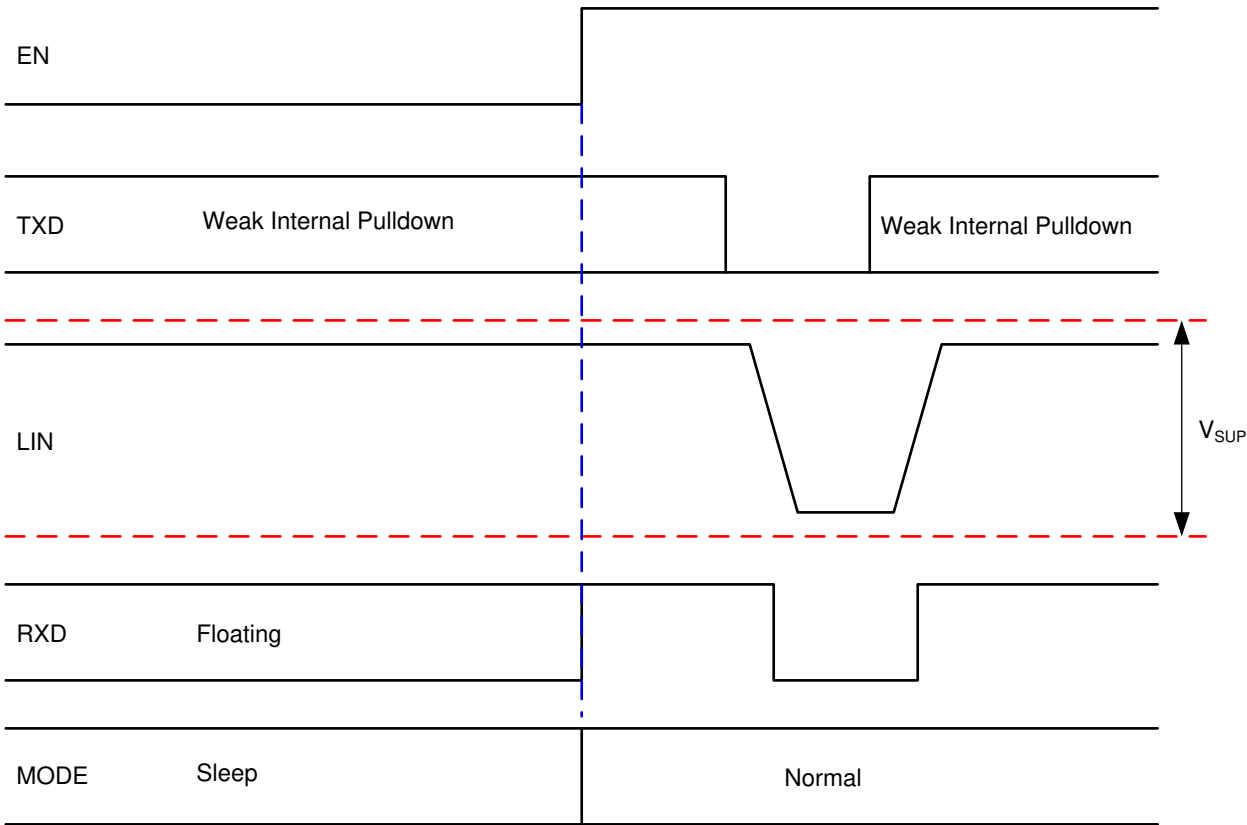 EN
TXD Weak Internal Pulldown Weak Internal Pulldown
LIN
VSUP
RXD Floating
MODE Sleep Normal